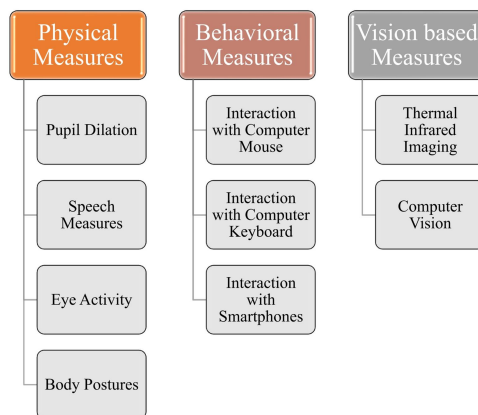 Physical
Measures
Pupil Dilation
Speech
Measures
Eye Activity
Body Postures
Behavioral
Measures
Interaction
with Computer
Mouse
Interaction
with Computer
Keyboard
Interaction
with
Smartphones
Vision based
Measures
Thermal
Infrared
Imaging
Computer
Vision